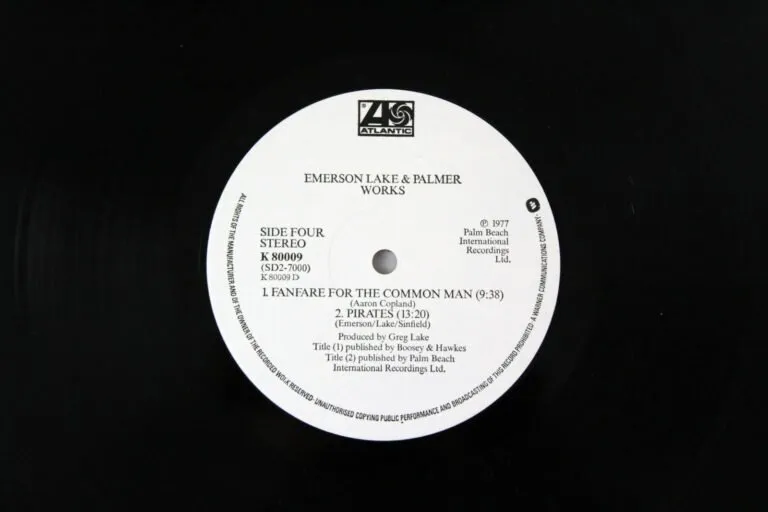 ATLANTIC
EMERSON LAKE & PALMER
WORKS
SIDE FOUR
STEREO
K 80009
(SD2-7000)
K 80009 D
℗ 1977
Palm Beach
International
Recordings
Ltd.
1. FANFARE FOR THE COMMON MAN (9:38)
(Aaron Copland)
2. PIRATES (13:20)
(Emerson/Lake/Sinfield)
Produced by Greg Lake
Title (1) published by Boosey & Hawkes
Title (2) published by Palm Beach
International Recordings Ltd.
ALL RIGHTS OF THE MANUFACTURER AND OF THE OWNER OF THE RECORDED WORK RESERVED · UNAUTHORISED COPYING PUBLIC PERFORMANCE AND BROADCASTING OF THIS RECORD PROHIBITED · A WARNER COMMUNICATIONS COMPANY ·